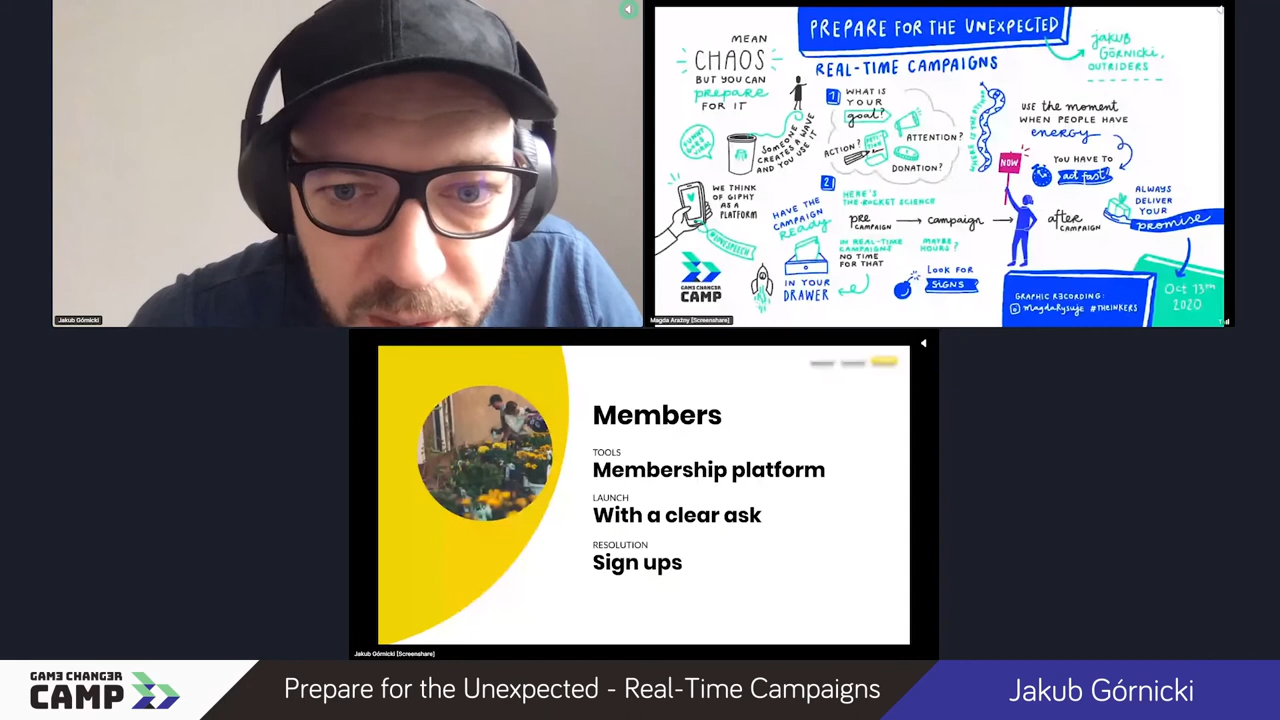 Jakub Górnicki
PREPARE FOR THE UNEXPECTED
REAL-TIME CAMPAIGNS
jakub
GÓRNICKI,
OUTRIDERS
MEAN
CHAOS
BUT YOU CAN
prepare
FOR IT
SOMEONE
CREATES A WAVE
AND YOU USE IT
WE THINK
OF GIPHY
AS A
PLATFORM
GAME CHANGER
CAMP
1 WHAT IS
YOUR
goal?
ACTION?
ATTENTION?
DONATION?
2
HERE'S
THE ROCKET SCIENCE
HAVE THE
CAMPAIGN
READY
IN YOUR
DRAWER
PRE
CAMPAIGN
campaign
after
CAMPAIGN
IN REAL-TIME
CAMPAIGNS
NO TIME
FOR THAT
MAYBE
HOURS?
LOOK FOR
SIGNS
USE the moment
WHEN PEOPLE HAVE
energy
NOW
YOU HAVE TO
act fast!
ALWAYS
DELIVER
YOUR
promise
Oct 13th
2020
GRAPHIC RECORDING:
@MagdaRysuje #THEINKERS
Magda Arażny [Screenshare]
Members
TOOLS
Membership platform
LAUNCH
With a clear ask
RESOLUTION
Sign ups
Jakub Górnicki [Screenshare]
GAME CHANGER
CAMP
Prepare for the Unexpected - Real-Time Campaigns
Jakub Górnicki